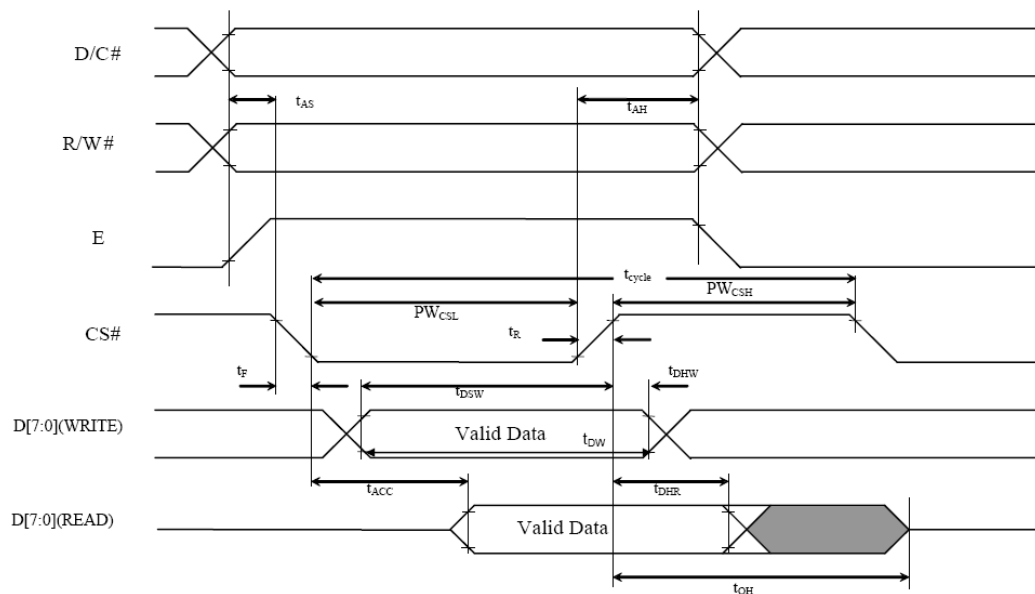 D/C#
tAS
tAH
R/W#
E
tcycle
PWCSL
PWCSH
CS#
tR
tF
tDSW
tDHW
D[7:0](WRITE)
Valid Data
tDW
tACC
tDHR
D[7:0](READ)
Valid Data
tOH